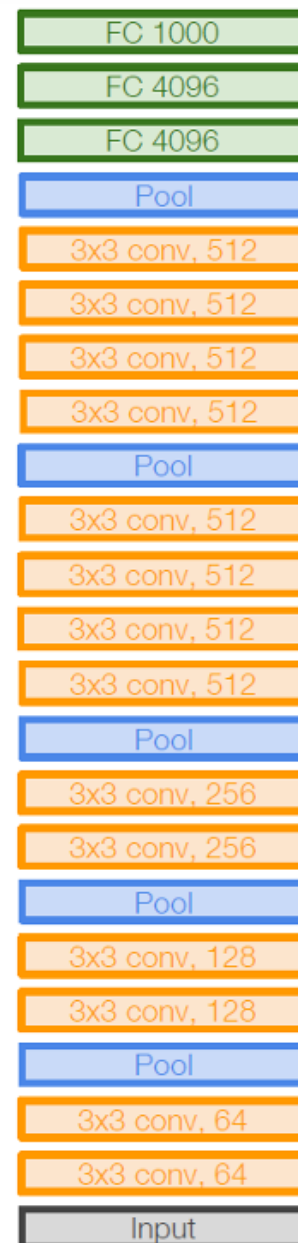 FC 1000
FC 4096
FC 4096
Pool
3x3 conv, 512
3x3 conv, 512
3x3 conv, 512
3x3 conv, 512
Pool
3x3 conv, 512
3x3 conv, 512
3x3 conv, 512
3x3 conv, 512
Pool
3x3 conv, 256
3x3 conv, 256
Pool
3x3 conv, 128
3x3 conv, 128
Pool
3x3 conv, 64
3x3 conv, 64
Input